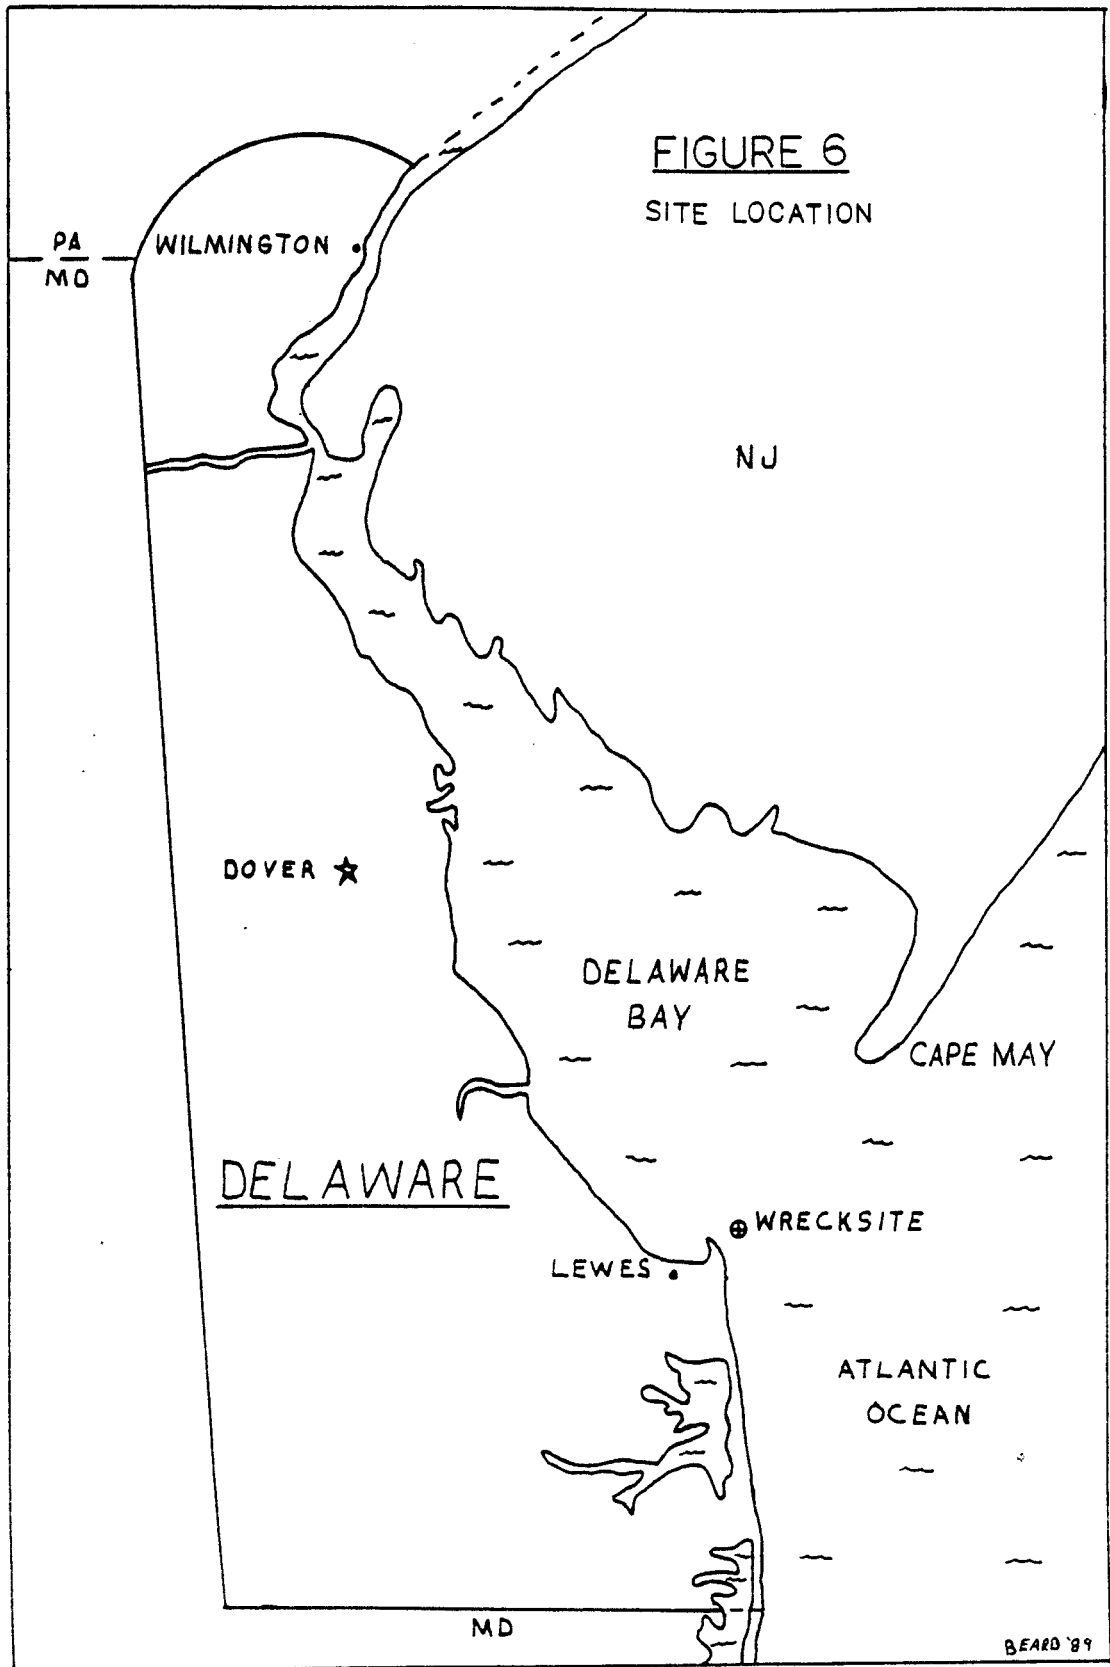 FIGURE 6
SITE LOCATION
PA
MD
WILMINGTON
NJ
DOVER
DELAWARE
BAY
CAPE MAY
DELAWARE
WRECKSITE
LEWES
ATLANTIC
OCEAN
MD
BEARD '89